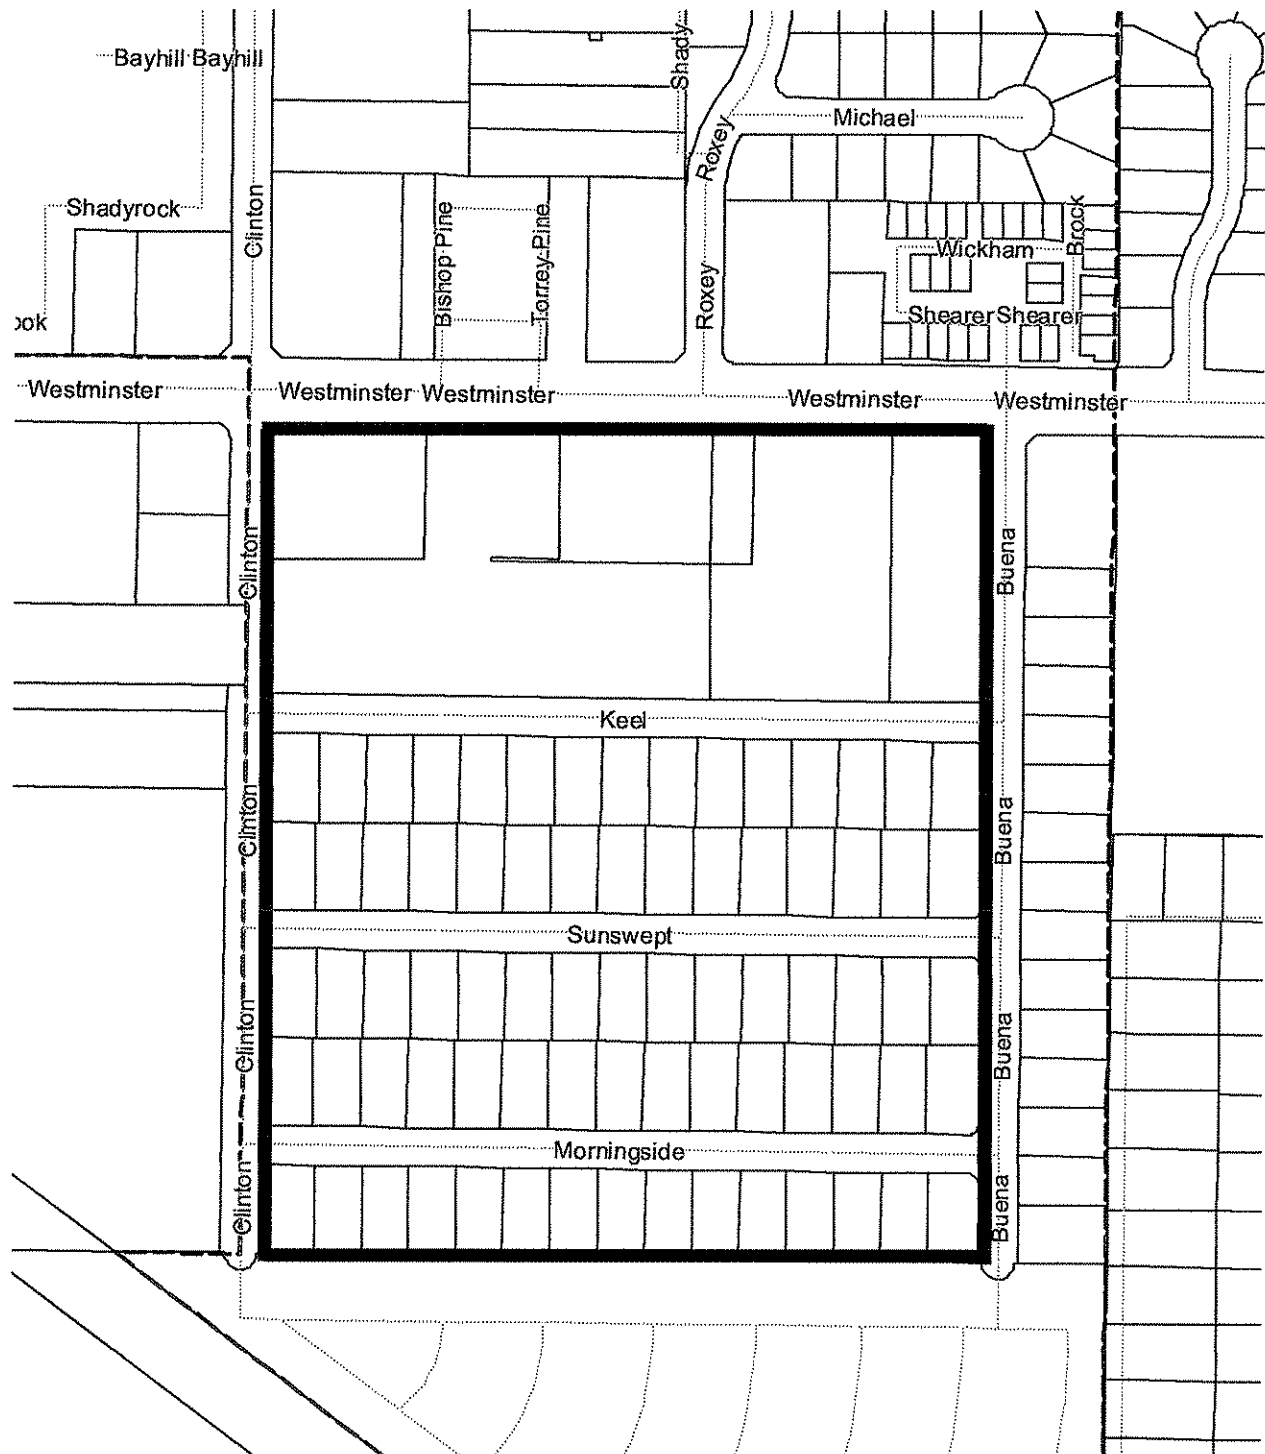 Bayhill Bayhill
Shady
Michael
Roxey
Shadyrock
Clinton
Bishop Pine
Torrey Pine
Brock
Wickham
Roxey
ook
Shearer Shearer
Westminster
Westminster Westminster
Westminster
Westminster
Clinton
Buena
Keel
Clinton
Buena
Sunswept
Clinton
Buena
Morningside
Clinton
Buena